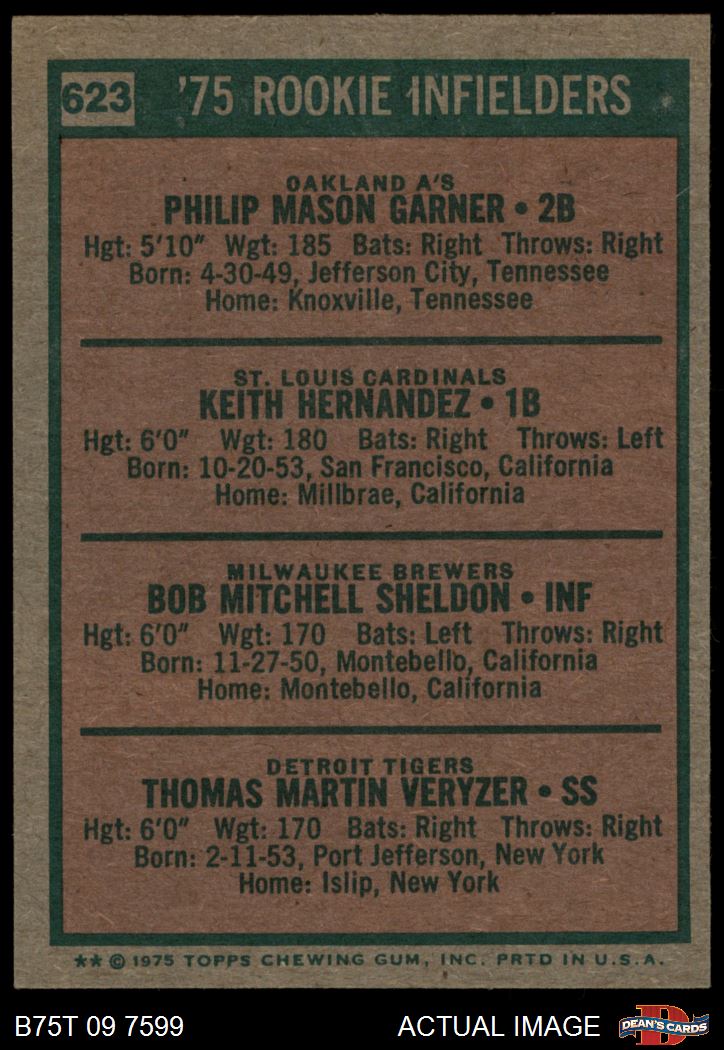 623 '75 ROOKIE INFIELDERS
OAKLAND A'S
PHILIP MASON GARNER • 2B
Hgt: 5'10" Wgt: 185 Bats: Right Throws: Right
Born: 4-30-49, Jefferson City, Tennessee
Home: Knoxville, Tennessee
ST. LOUIS CARDINALS
KEITH HERNANDEZ • 1B
Hgt: 6'0" Wgt: 180 Bats: Right Throws: Left
Born: 10-20-53, San Francisco, California
Home: Millbrae, California
MILWAUKEE BREWERS
BOB MITCHELL SHELDON • INF
Hgt: 6'0" Wgt: 170 Bats: Left Throws: Right
Born: 11-27-50, Montebello, California
Home: Montebello, California
DETROIT TIGERS
THOMAS MARTIN VERYZER • SS
Hgt: 6'0" Wgt: 170 Bats: Right Throws: Right
Born: 2-11-53, Port Jefferson, New York
Home: Islip, New York
** © 1975 TOPPS CHEWING GUM, INC. PRTD IN U.S.A.
B75T 09 7599 ACTUAL IMAGE D DEAN'S CARDS